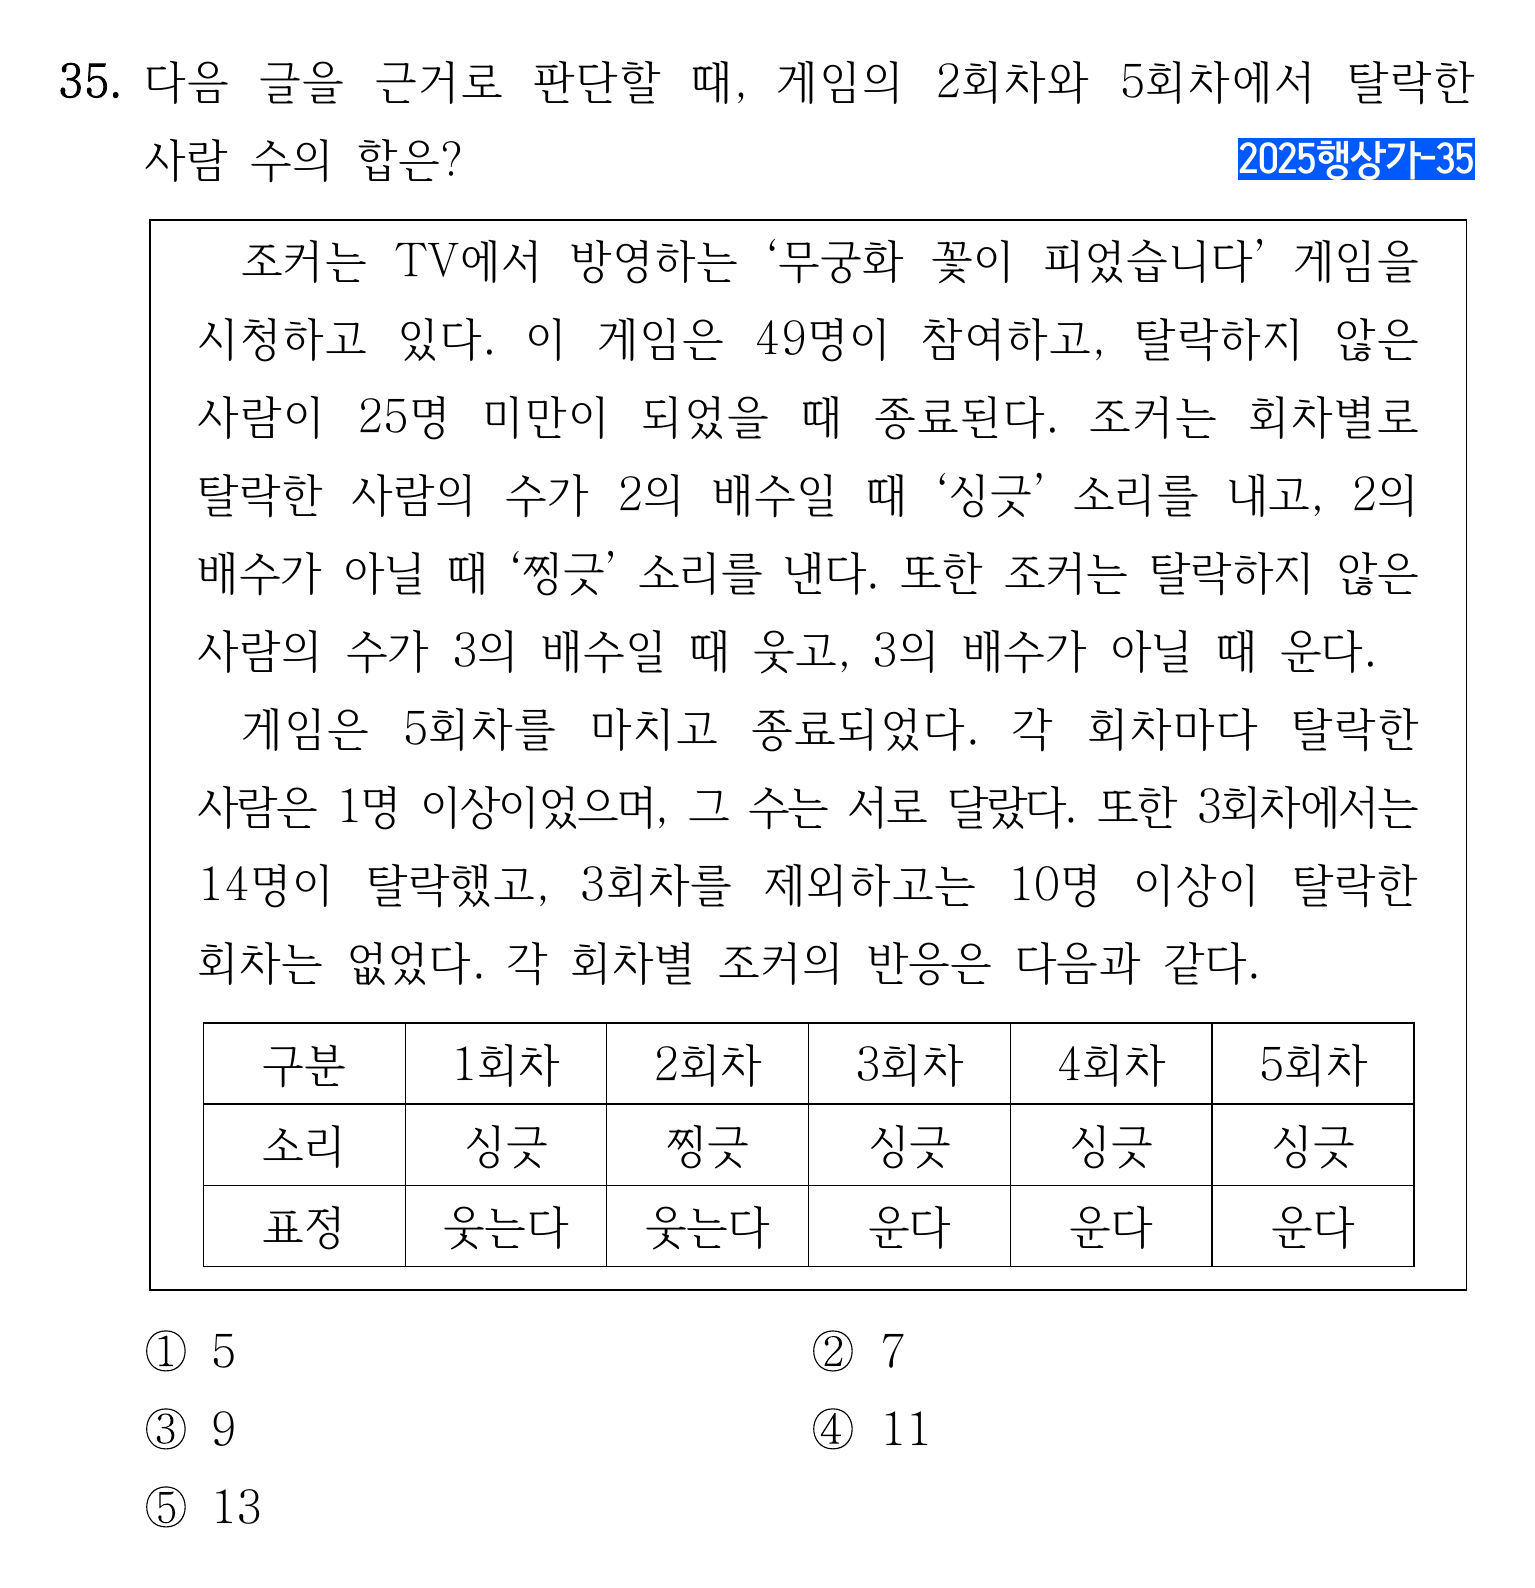 35. 다음 글을 근거로 판단할 때, 게임의 2회차와 5회차에서 탈락한
사람 수의 합은?
2025행상가-35
조커는 TV에서 방영하는 ‘무궁화 꽃이 피었습니다’ 게임을
시청하고 있다. 이 게임은 49명이 참여하고, 탈락하지 않은
사람이 25명 미만이 되었을 때 종료된다. 조커는 회차별로
탈락한 사람의 수가 2의 배수일 때 ‘싱긋’ 소리를 내고, 2의
배수가 아닐 때 ‘찡긋’ 소리를 낸다. 또한 조커는 탈락하지 않은
사람의 수가 3의 배수일 때 웃고, 3의 배수가 아닐 때 운다.
게임은 5회차를 마치고 종료되었다. 각 회차마다 탈락한
사람은 1명 이상이었으며, 그 수는 서로 달랐다. 또한 3회차에서는
14명이 탈락했고, 3회차를 제외하고는 10명 이상이 탈락한
회차는 없었다. 각 회차별 조커의 반응은 다음과 같다.
구분 1회차 2회차 3회차 4회차 5회차
소리 싱긋 찡긋 싱긋 싱긋 싱긋
표정 웃는다 웃는다 운다 운다 운다
① 5 ② 7
③ 9 ④ 11
⑤ 13